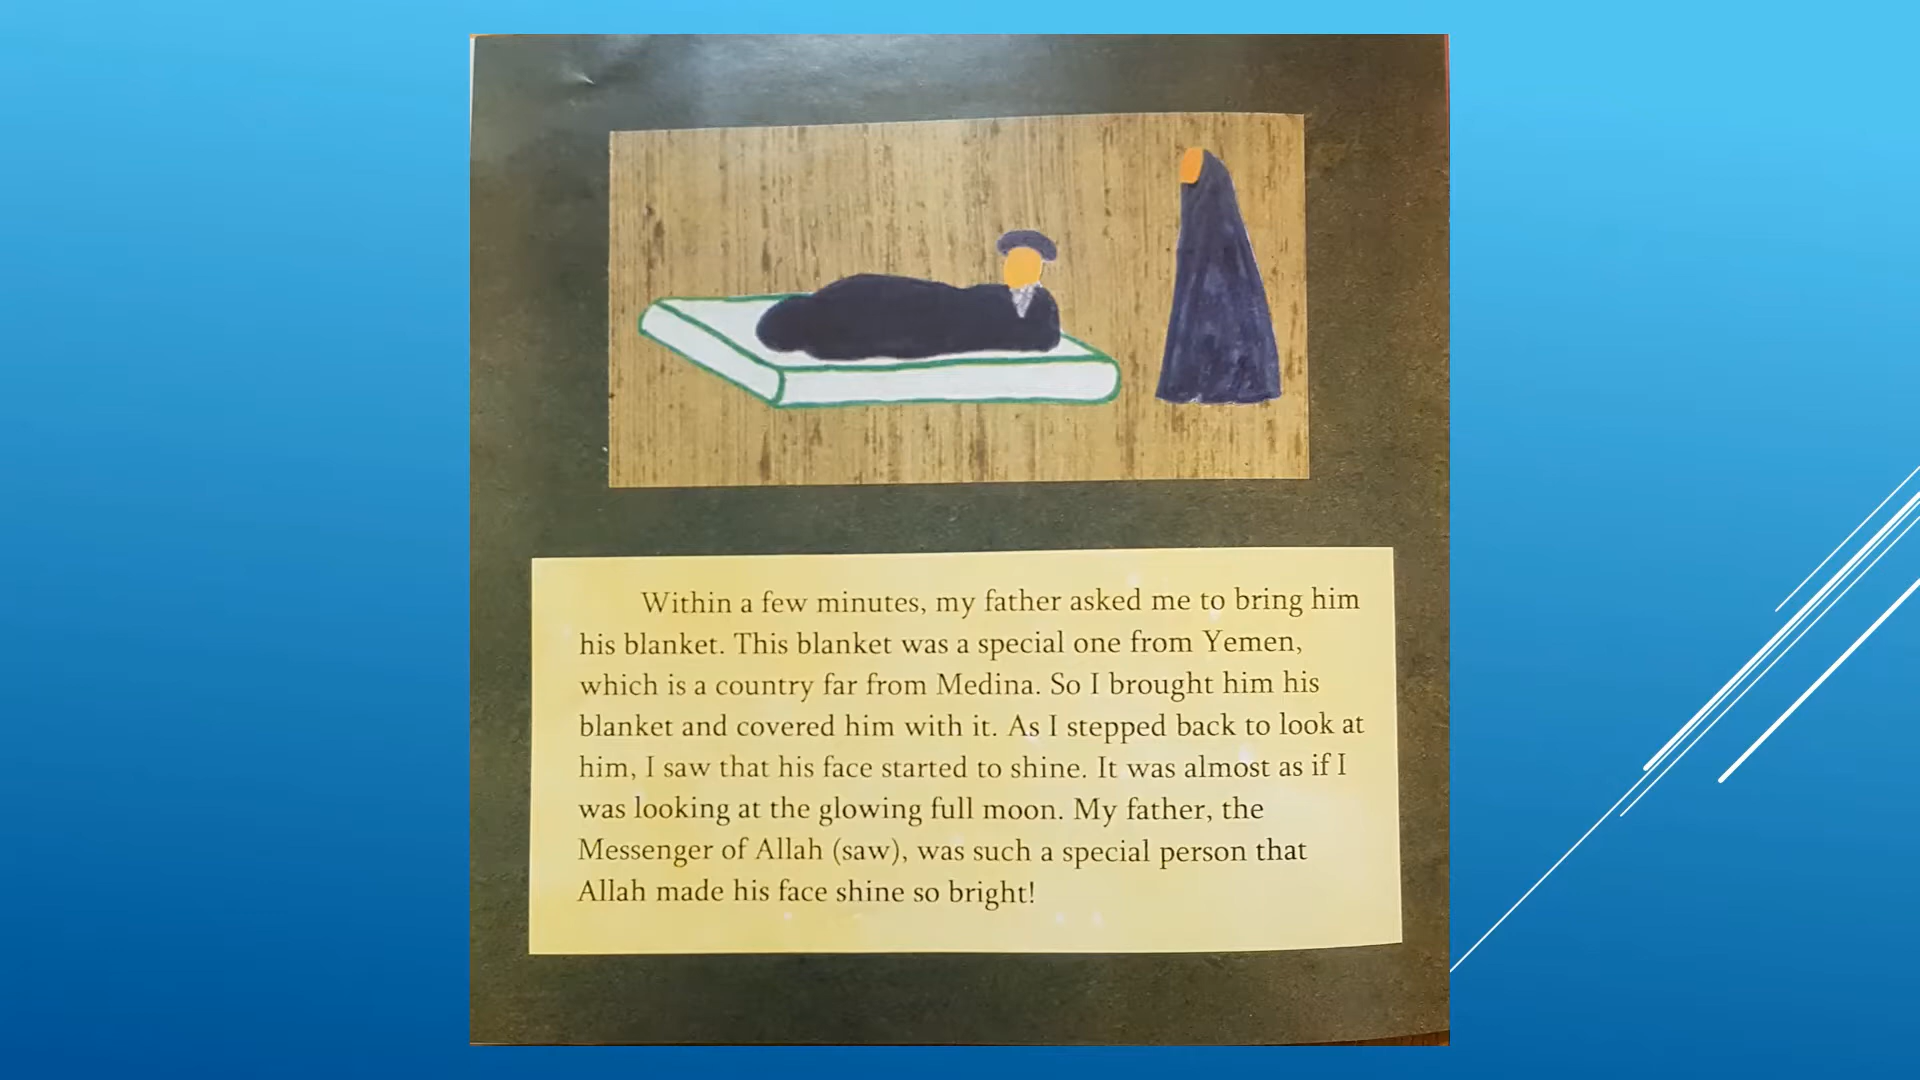 Within a few minutes, my father asked me to bring him
his blanket. This blanket was a special one from Yemen,
which is a country far from Medina. So I brought him his
blanket and covered him with it. As I stepped back to look at
him, I saw that his face started to shine. It was almost as if I
was looking at the glowing full moon. My father, the
Messenger of Allah (saw), was such a special person that
Allah made his face shine so bright!